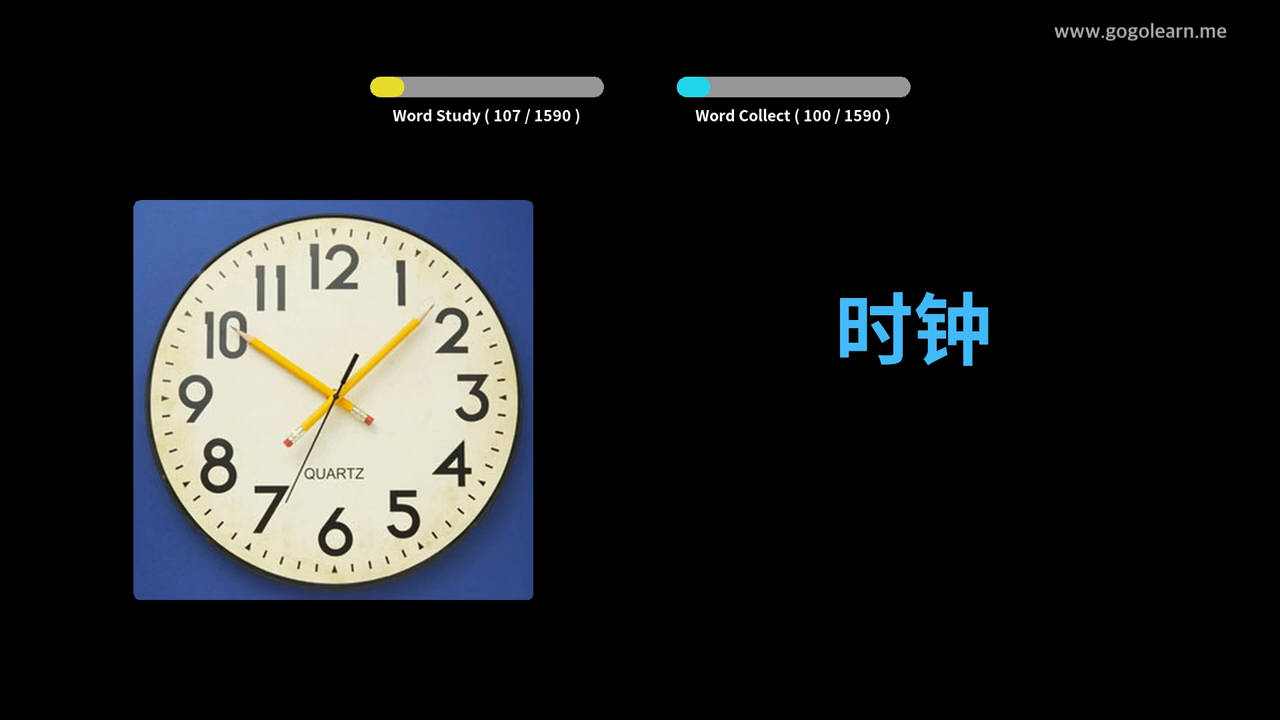 www.gogolearn.me
Word Study ( 107 / 1590 )
Word Collect ( 100 / 1590 )
12
1
2
3
4
5
6
7
8
9
10
11
QUARTZ
时钟